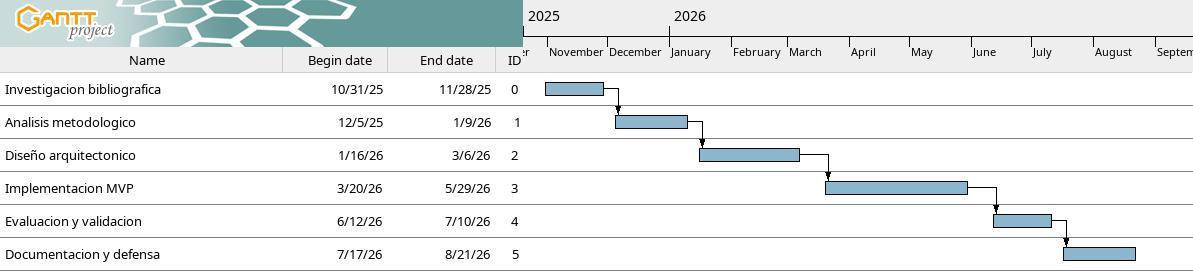 GANTT
project
2025 2026
er November December January February March April May June July August Septem
Name Begin date End date ID
Investigacion bibliografica 10/31/25 11/28/25 0
Analisis metodologico 12/5/25 1/9/26 1
Diseño arquitectonico 1/16/26 3/6/26 2
Implementacion MVP 3/20/26 5/29/26 3
Evaluacion y validacion 6/12/26 7/10/26 4
Documentacion y defensa 7/17/26 8/21/26 5